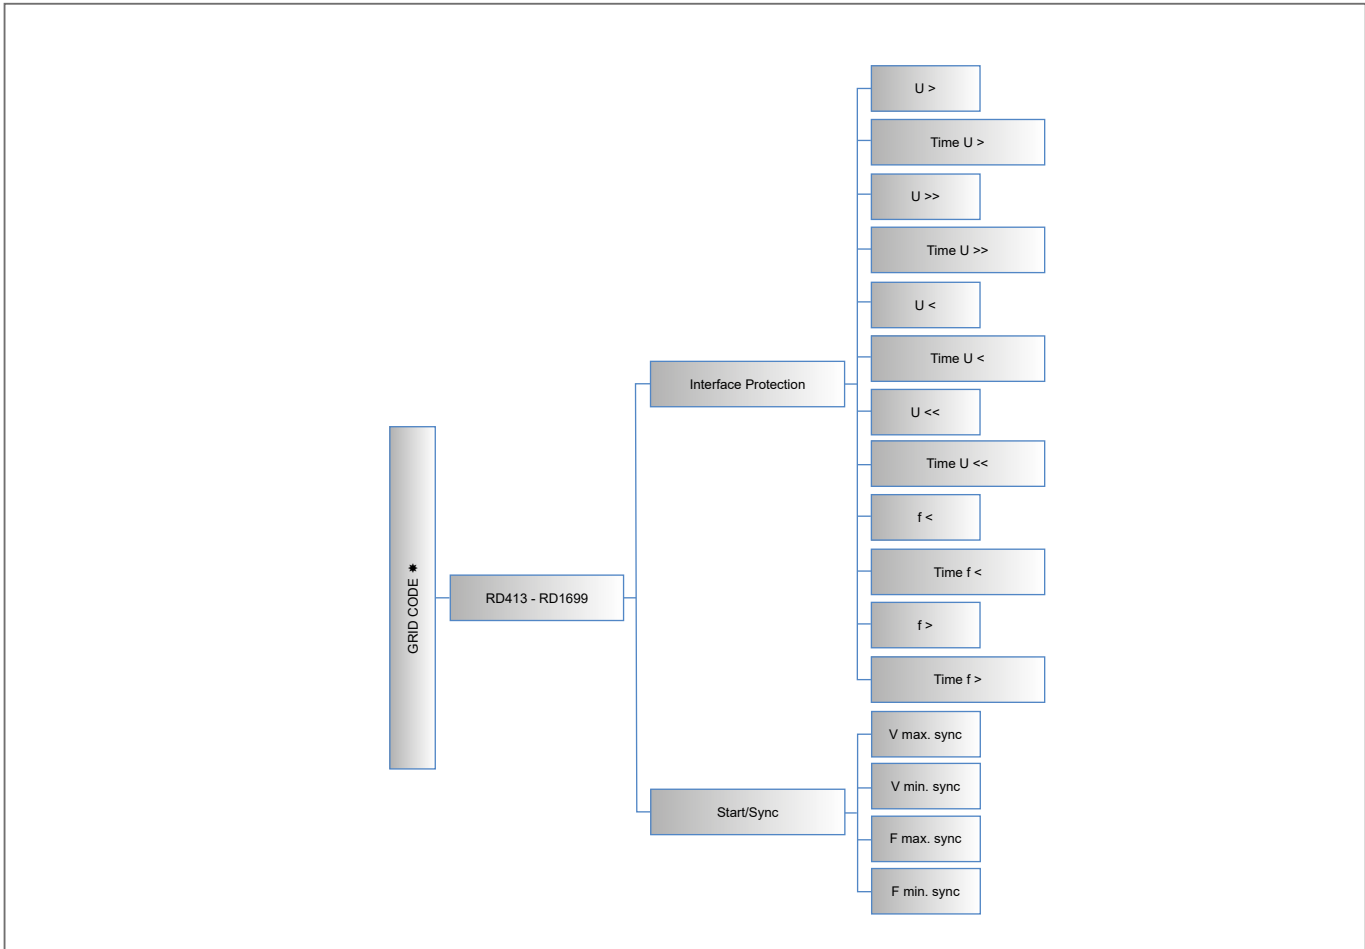 GRID CODE ✸
RD413 - RD1699
Interface Protection
U >
Time U >
U >>
Time U >>
U <
Time U <
U <<
Time U <<
f <
Time f <
f >
Time f >
Start/Sync
V max. sync
V min. sync
F max. sync
F min. sync